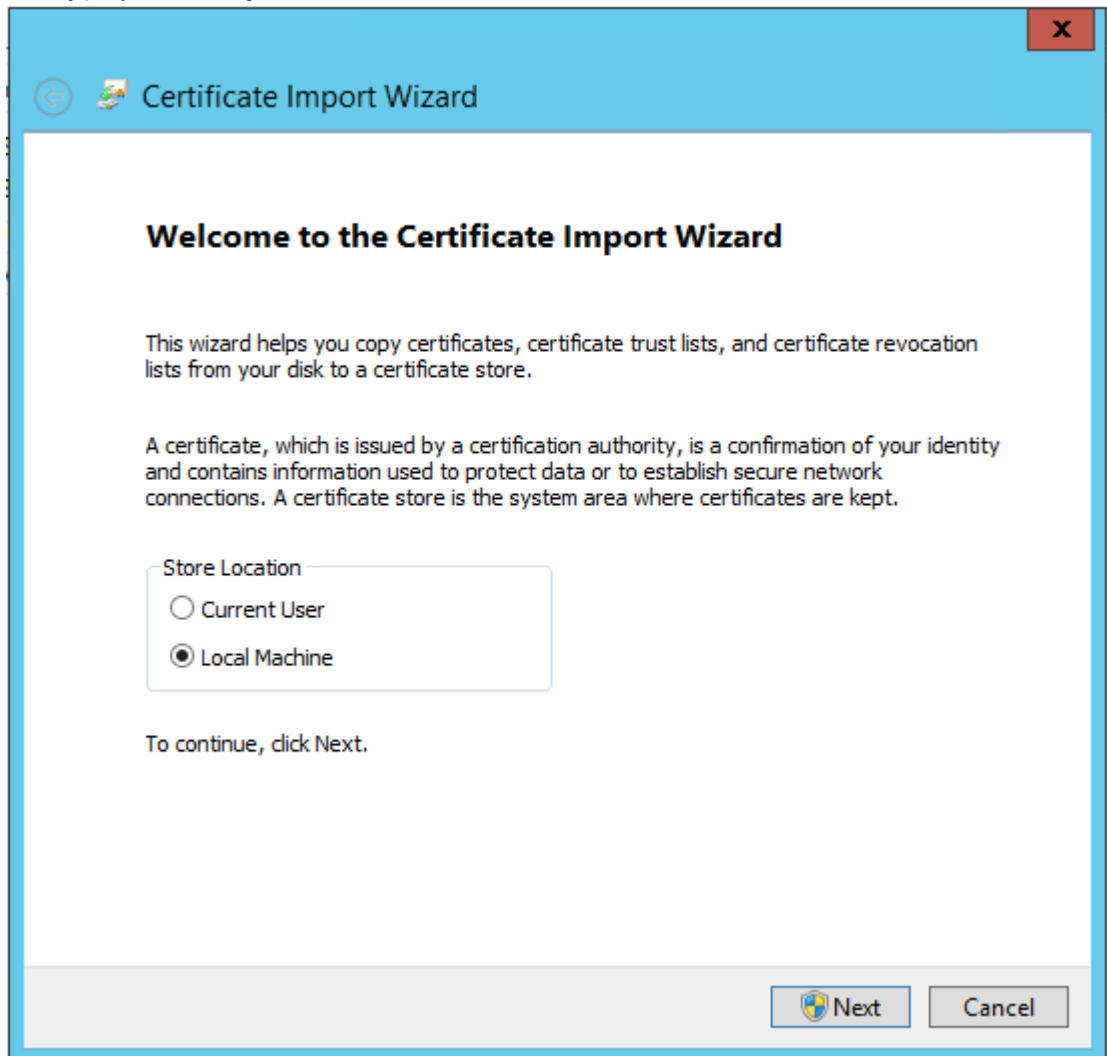 x
Certificate Import Wizard
Welcome to the Certificate Import Wizard
This wizard helps you copy certificates, certificate trust lists, and certificate revocation
lists from your disk to a certificate store.
A certificate, which is issued by a certification authority, is a confirmation of your identity
and contains information used to protect data or to establish secure network
connections. A certificate store is the system area where certificates are kept.
Store Location
Current User
Local Machine
To continue, click Next.
Next Cancel